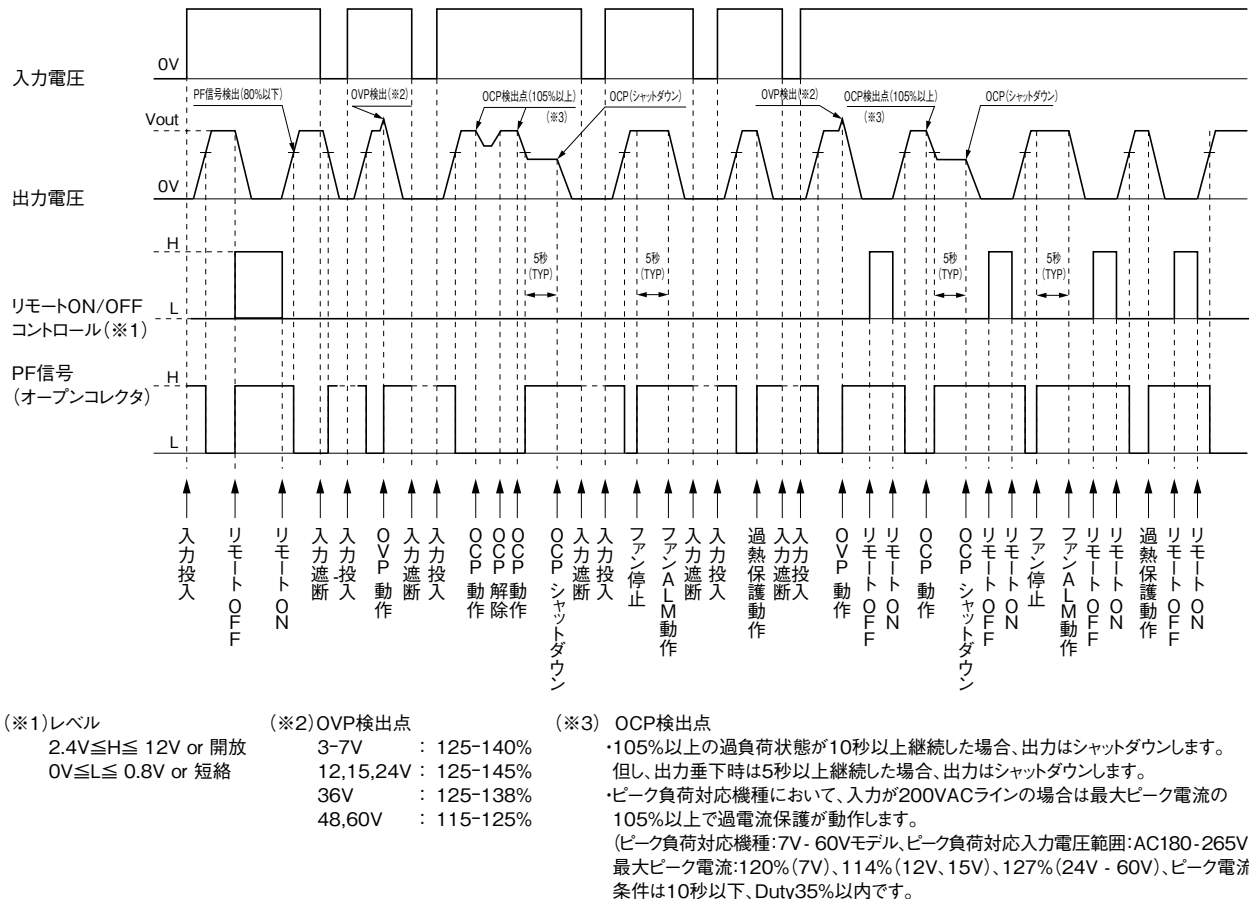 入力電圧
0V
PF信号検出(80%以下)
OVP検出(※2)
OCP検出点(105%以上)
(※3)
OCP(シャットダウン)
OVP検出(※2)
OCP検出点(105%以上)
(※3)
OCP(シャットダウン)
Vout
0V
出力電圧
H
L
リモートON/OFF
コントロール(※1)
5秒
(TYP)
5秒
(TYP)
5秒
(TYP)
5秒
(TYP)
PF信号
(オープンコレクタ)
H
L
入力投入
リモートOFF
リモートON
入力遮断
入力投入
OVP動作
入力遮断
入力投入
OCP動作
OCP解除
OCP動作
OCPシャットダウン
入力遮断
入力投入
ファン停止
ファンALM動作
入力遮断
入力投入
過熱保護動作
入力遮断
入力投入
OVP動作
リモートOFF
リモートON
OCP動作
OCPシャットダウン
リモートOFF
リモートON
ファン停止
ファンALM動作
リモートOFF
リモートON
過熱保護動作
リモートOFF
リモートON
(※1)レベル
2.4V≦H≦ 12V or 開放
0V≦L≦ 0.8V or 短絡
(※2)OVP検出点
3-7V : 125-140%
12,15,24V : 125-145%
36V : 125-138%
48,60V : 115-125%
(※3) OCP検出点
・105%以上の過負荷状態が10秒以上継続した場合、出力はシャットダウンします。
但し、出力垂下時は5秒以上継続した場合、出力はシャットダウンします。
・ピーク負荷対応機種において、入力が200VACラインの場合は最大ピーク電流の
105%以上で過電流保護が動作します。
(ピーク負荷対応機種:7V - 60Vモデル、ピーク負荷対応入力電圧範囲:AC180-265V
最大ピーク電流:120%(7V)、114%(12V、15V)、127%(24V - 60V)、ピーク電流
条件は10秒以下、Duty35%以内です。